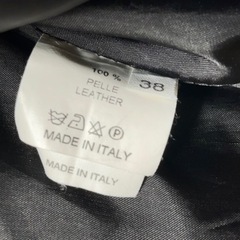 100 % 38
PELLE
LEATHER
P
MADE IN ITALY
MADE IN ITALY